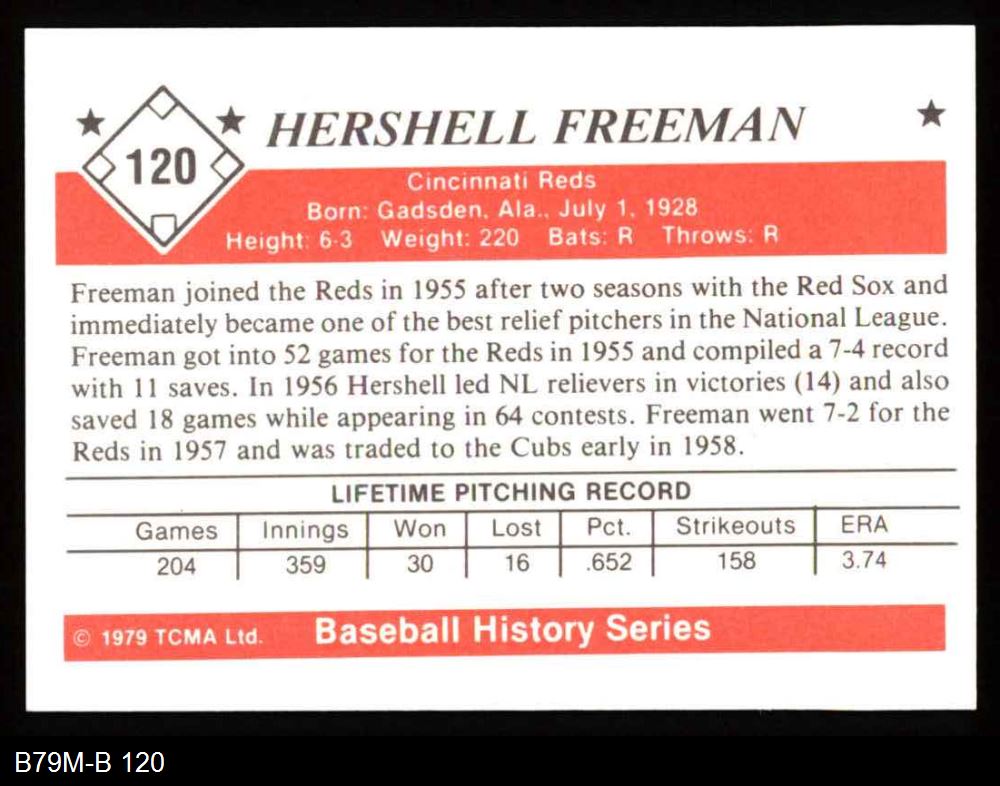 120
HERSHELL FREEMAN
Cincinnati Reds
Born: Gadsden, Ala., July 1, 1928
Height: 6-3 Weight: 220 Bats: R Throws: R
Freeman joined the Reds in 1955 after two seasons with the Red Sox and
immediately became one of the best relief pitchers in the National League.
Freeman got into 52 games for the Reds in 1955 and compiled a 7-4 record
with 11 saves. In 1956 Hershell led NL relievers in victories (14) and also
saved 18 games while appearing in 64 contests. Freeman went 7-2 for the
Reds in 1957 and was traded to the Cubs early in 1958.
LIFETIME PITCHING RECORD
Games Innings Won Lost Pct. Strikeouts ERA
204 359 30 16 .652 158 3.74
© 1979 TCMA Ltd. Baseball History Series
B79M-B 120